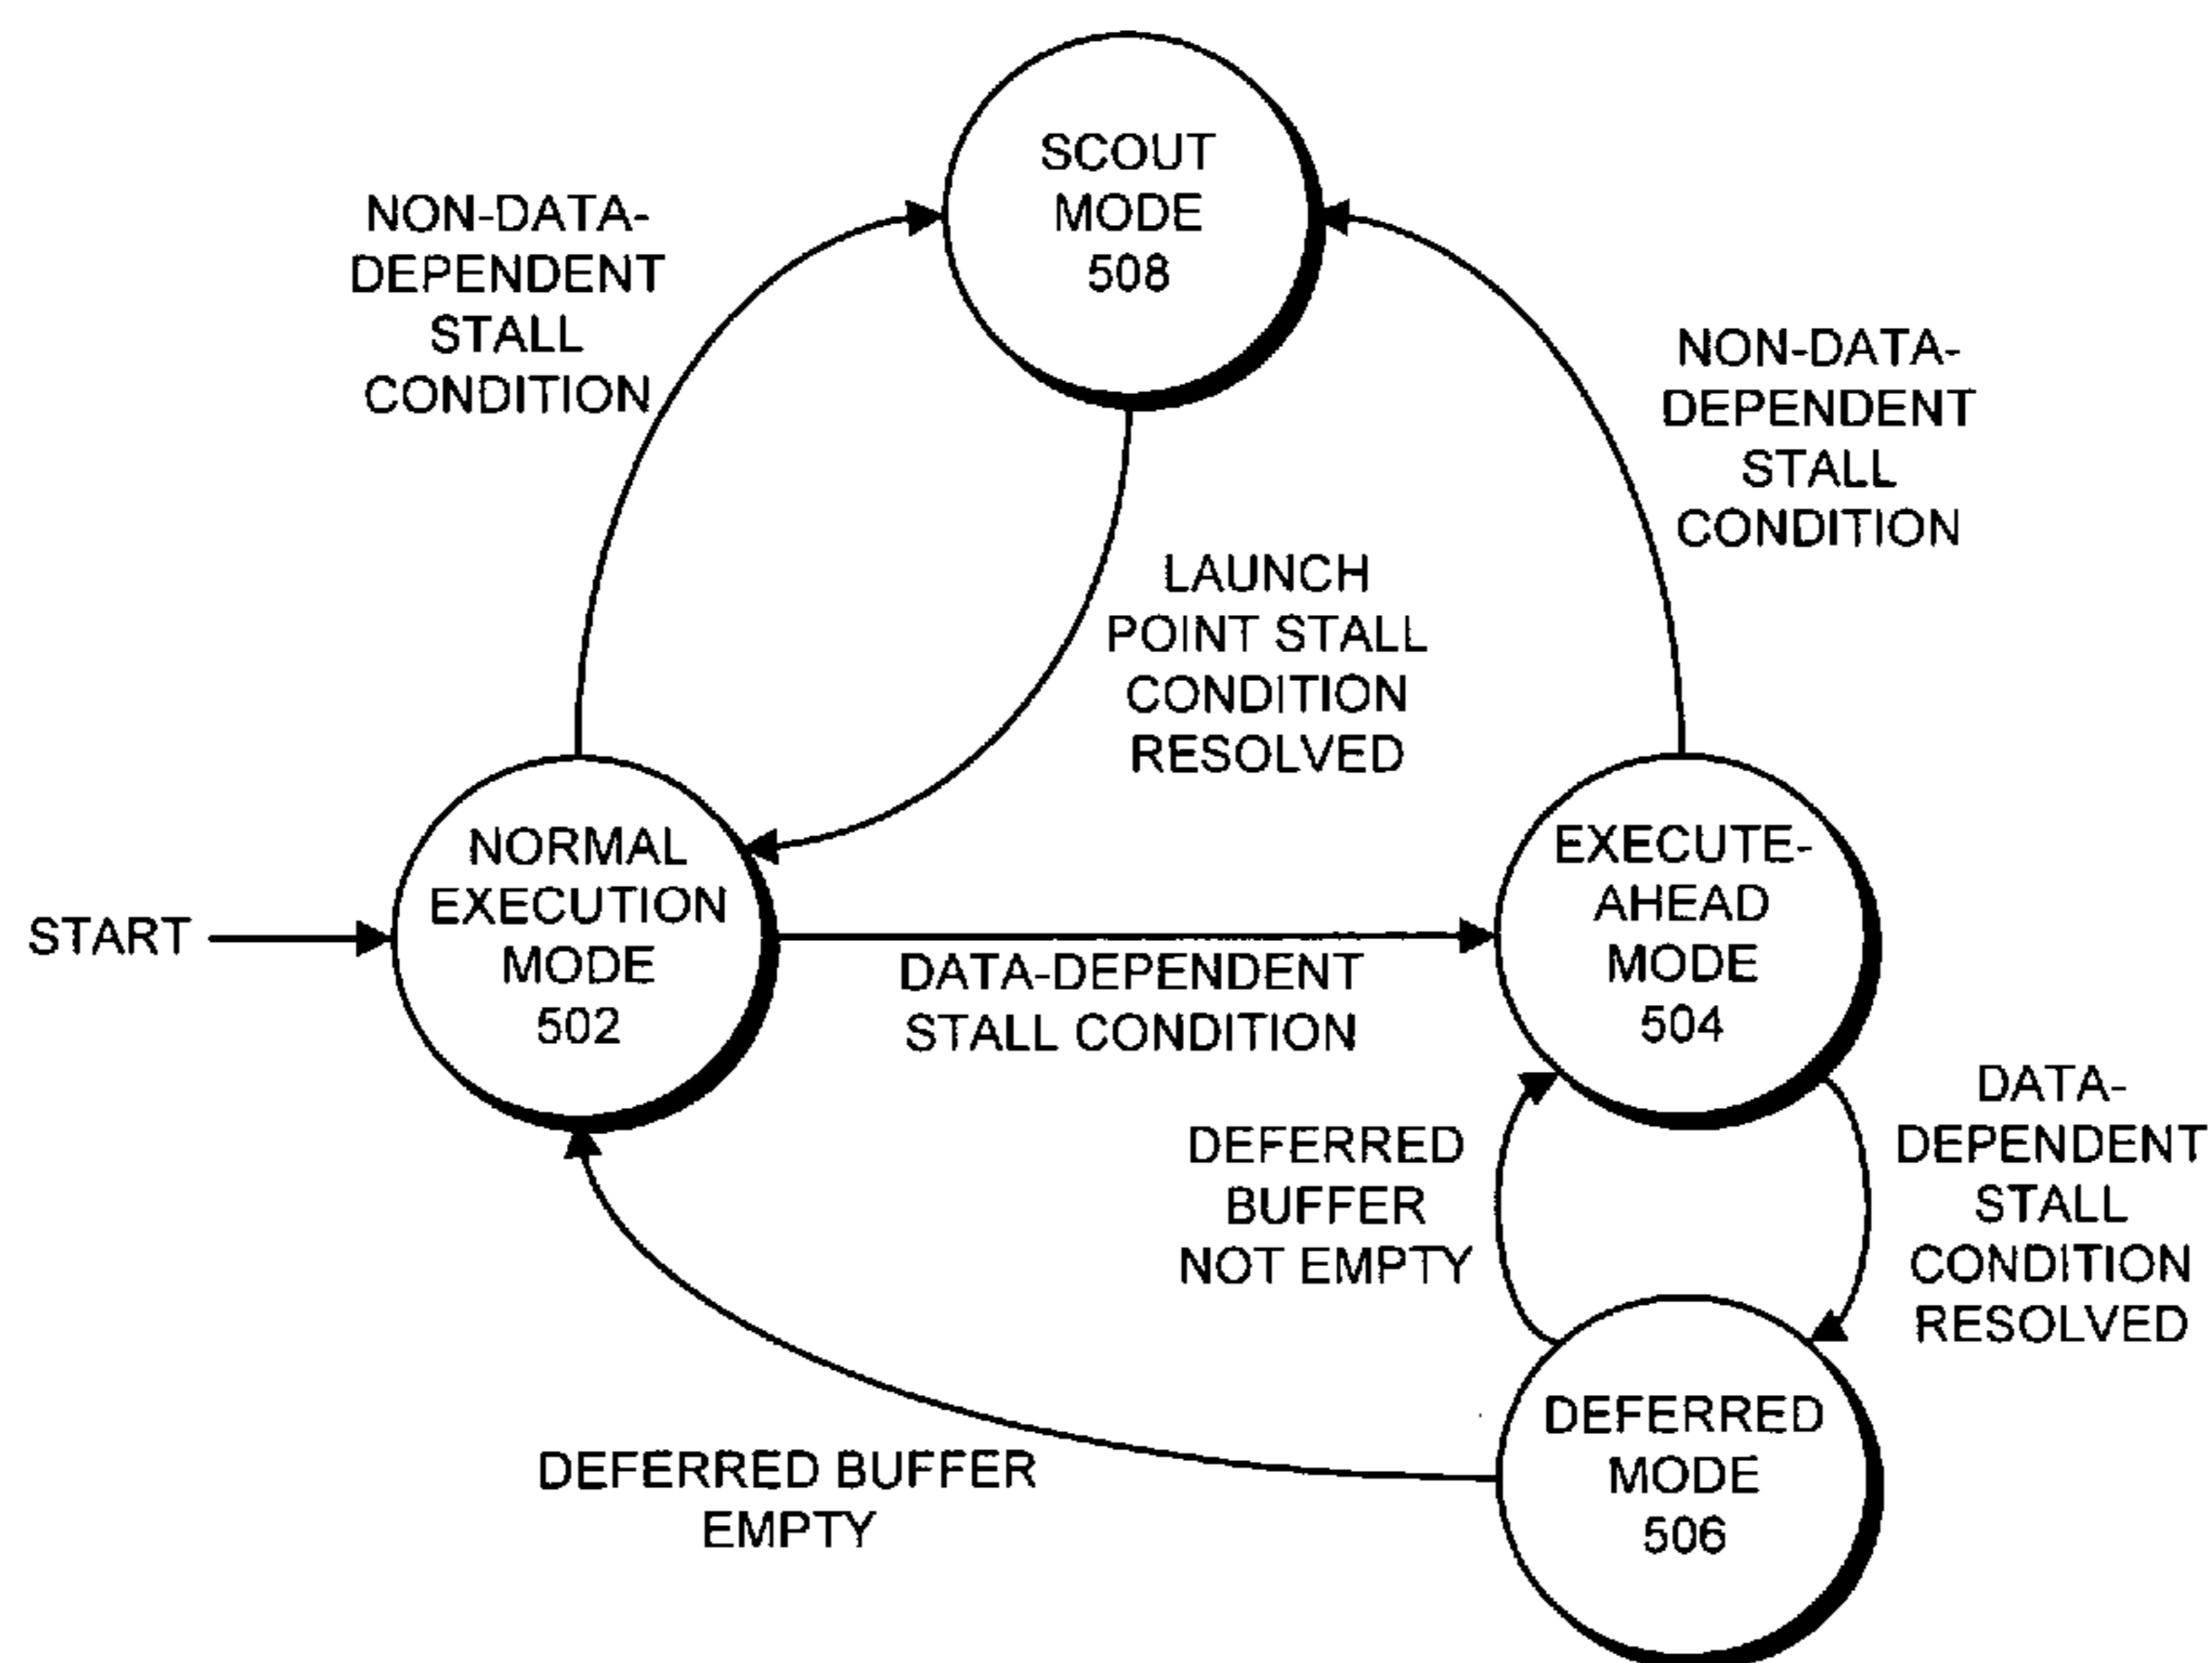 SCOUT
MODE
508
NON-DATA-
DEPENDENT
STALL
CONDITION
NON-DATA-
DEPENDENT
STALL
CONDITION
LAUNCH
POINT STALL
CONDITION
RESOLVED
START
NORMAL
EXECUTION
MODE
502
DATA-DEPENDENT
STALL CONDITION
EXECUTE-
AHEAD
MODE
504
DEFERRED
BUFFER
NOT EMPTY
DATA-
DEPENDENT
STALL
CONDITION
RESOLVED
DEFERRED BUFFER
EMPTY
DEFERRED
MODE
506